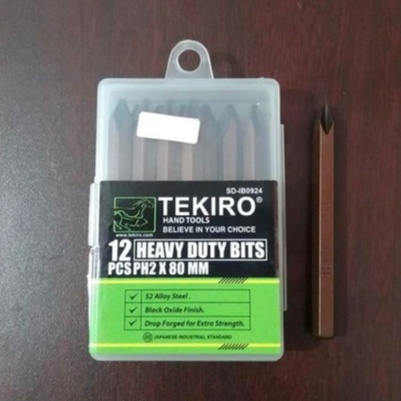 SD-IB0924
TEKIRO®
HAND TOOLS
BELIEVE IN YOUR CHOICE
www.tekiro.com
12 HEAVY DUTY BITS
PCS PH2 X 80 MM
S2 Alloy Steel.
Black Oxide Finish.
Drop Forged for Extra Strength.
JAPANESE INDUSTRIAL STANDARD